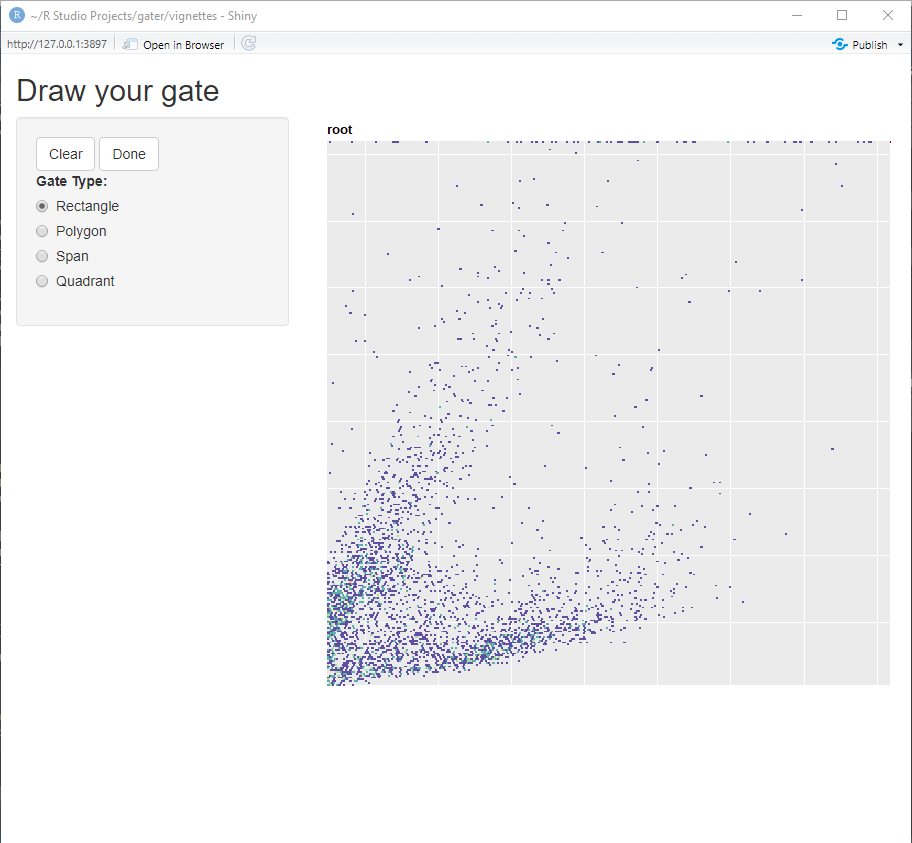 R ~/R Studio Projects/gater/vignettes - Shiny
http://127.0.0.1:3897 Open in Browser Publish
Draw your gate
Clear Done
Gate Type:
Rectangle
Polygon
Span
Quadrant
root